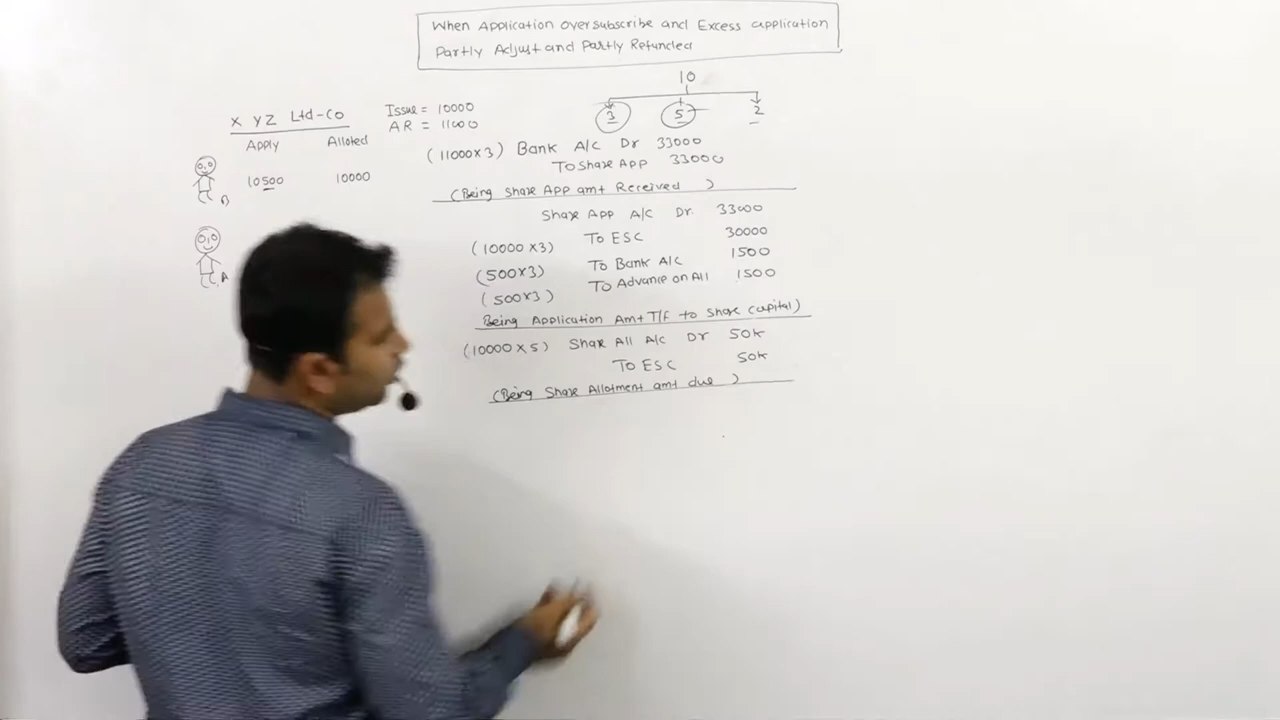 When Application oversubscribe and Excess application
Partly Adjust and Partly Refunded
10
3 5 2
X YZ Ltd-Co
Issue = 10000
AR = 11000
Apply Alloted
10500 10000
B
A
(11000x3) Bank A/C Dr 33000
To Share App 33000
(Being Share App amt Received )
Share App A/C Dr. 33000
(10000 x3) To ESC 30000
(500x3) To Bank A/C 1500
(500x3) To Advance on All 1500
Being Application Amt T/f to Share capital)
(10000 x 5) Share All A/C Dr 50k
To ESC 50k
(Being Share Allotment amt due )